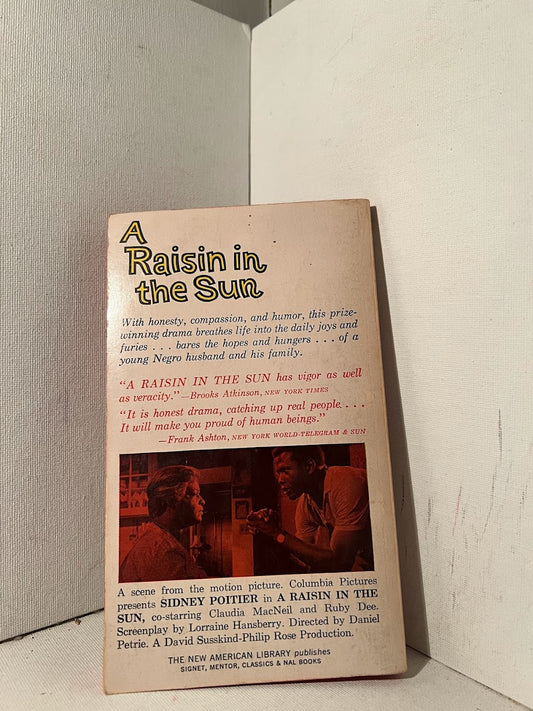 A
Raisin in
the Sun
With honesty, compassion, and humor, this prize-
winning drama breathes life into the daily joys and
furies . . . bares the hopes and hungers . . . of a
young Negro husband and his family.
"A RAISIN IN THE SUN has vigor as well
as veracity."—Brooks Atkinson, NEW YORK TIMES
"It is honest drama, catching up real people. . . .
It will make you proud of human beings."
—Frank Ashton, NEW YORK WORLD-TELEGRAM & SUN
A scene from the motion picture. Columbia Pictures
presents SIDNEY POITIER in A RAISIN IN THE
SUN, co-starring Claudia MacNeil and Ruby Dee.
Screenplay by Lorraine Hansberry. Directed by Daniel
Petrie. A David Susskind-Philip Rose Production.
THE NEW AMERICAN LIBRARY publishes
SIGNET, MENTOR, CLASSICS & NAL BOOKS